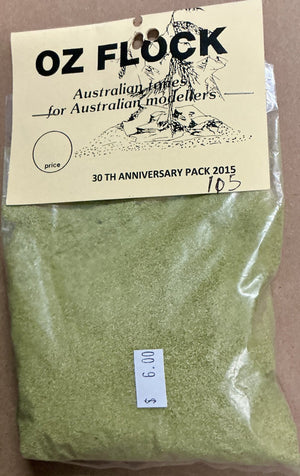 OZ FLOCK
Australian tones
for Australian modellers
price
30 TH ANNIVERSARY PACK 2015
105
$ 6.00